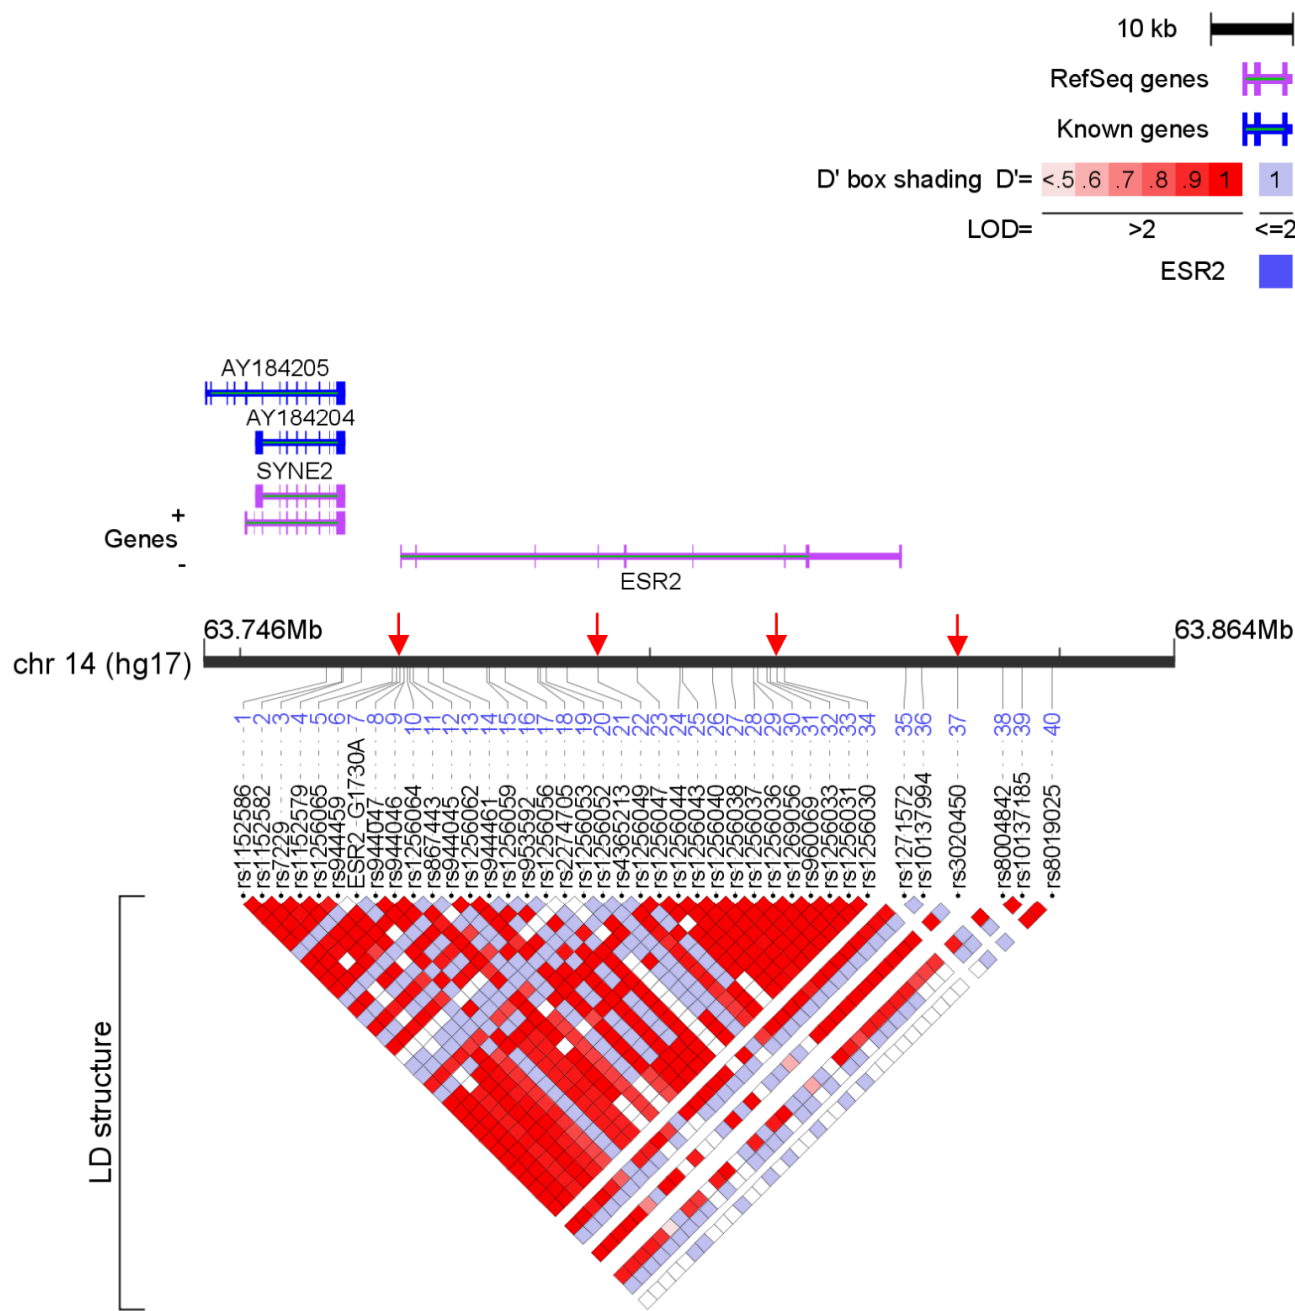 10 kb
RefSeq genes
Known genes
D' box shading D'= <.5 .6 .7 .8 .9 1 1
LOD= >2 <=2
ESR2
AY184205
AY184204
SYNE2
+
Genes
-
ESR2
63.746Mb 63.864Mb
chr 14 (hg17)
1 2 3 4 5 6 7 8 9 10 11 12 13 14 15 16 17 18 19 20 21 22 23 24 25 26 27 28 29 30 31 32 33 34 35 36 37 38 39 40
rs1152586
rs1152582
rs7229
rs1152579
rs1256065
rs944459
ESR2-G1730A
rs944047
rs944046
rs1256064
rs867443
rs944045
rs1256062
rs944461
rs1256059
rs953592
rs1256056
rs2274705
rs1256053
rs1256052
rs4365213
rs1256049
rs1256047
rs1256044
rs1256043
rs1256040
rs1256038
rs1256037
rs1256036
rs1269056
rs960069
rs1256033
rs1256031
rs1256030
rs1271572
rs10137994
rs3020450
rs8004842
rs10137185
rs8019025
LD structure